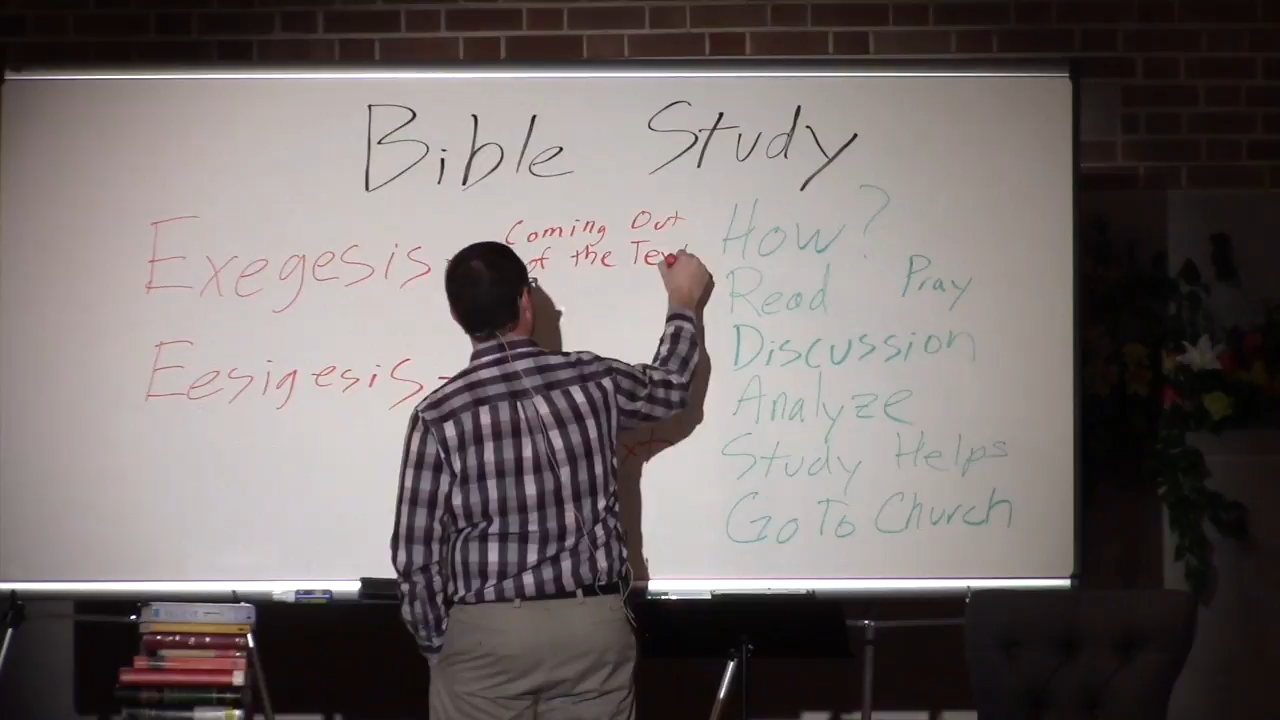 Bible Study
Exegesis - Coming Out
of the Text
Eesigesis -
How?
Read Pray
Discussion
Analyze
Study Helps
Go To Church